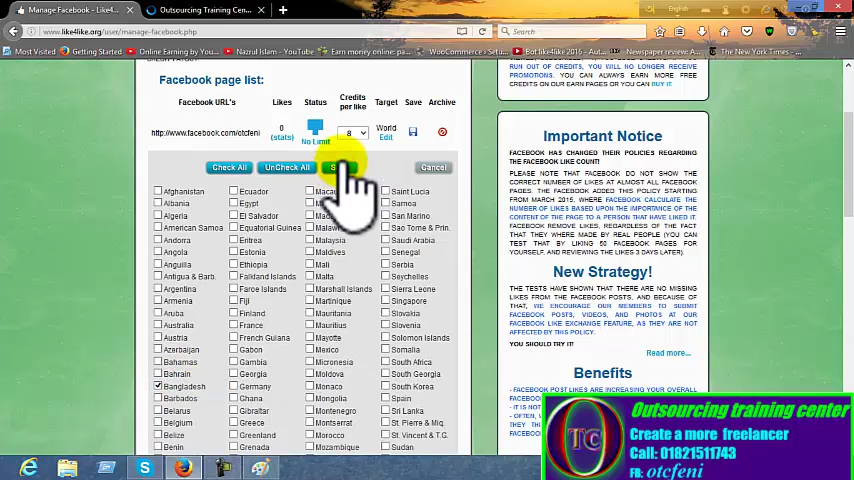 Manage Facebook - Like4...
Outsourcing Training Cent...
www.like4like.org/user/manage-facebook.php
Search
Most Visited
Getting Started
Online Earning by You...
Nazrul Islam - YouTube
Earn money online: p...
WooCommerce › Setu...
Bot like4like 2016 - Aut...
Newspaper review: A...
The New York Times -...
Facebook page list:
Facebook URL's
Likes
Status
Credits per like
Target
Save
Archive
http://www.facebook.com/otcfeni
0
(stats)
No Limit
8
World
Edit
Check All
UnCheck All
Cancel
Afghanistan
Ecuador
Saint Lucia
Albania
Egypt
Samoa
Algeria
El Salvador
San Marino
American Samoa
Equatorial Guinea
Sao Tome & Prin.
Andorra
Eritrea
Malaysia
Saudi Arabia
Angola
Estonia
Maldives
Senegal
Anguilla
Ethiopia
Mali
Serbia
Antigua & Barb.
Falkland Islands
Malta
Seychelles
Argentina
Faroe Islands
Marshall Islands
Sierra Leone
Armenia
Fiji
Martinique
Singapore
Aruba
Finland
Mauritania
Slovakia
Australia
France
Mauritius
Slovenia
Austria
French Guiana
Mayotte
Solomon Islands
Azerbaijan
Gabon
Mexico
Somalia
Bahamas
Gambia
Micronesia
South Africa
Bahrain
Georgia
Moldova
South Georgia
Bangladesh
Germany
Monaco
South Korea
Barbados
Ghana
Mongolia
Spain
Belarus
Gibraltar
Montenegro
Sri Lanka
Belgium
Greece
Montserrat
St. Pierre & Miq.
Belize
Greenland
Morocco
St. Vincent & T.G.
Benin
Grenada
Mozambique
Sudan
RUN OUT OF CREDITS, YOU WILL NO LONGER RECEIVE
PROMOTIONS. YOU CAN ALWAYS EARN MORE FREE
CREDITS ON OUR EARN PAGES OR YOU CAN BUY IT.
Important Notice
FACEBOOK HAS CHANGED THEIR POLICIES REGARDING
THE FACEBOOK LIKE COUNT!
PLEASE NOTE THAT FACEBOOK DO NOT SHOW THE
CORRECT NUMBER OF LIKES AT ALMOST ALL FACEBOOK
PAGES. THE FACEBOOK ADDED THIS POLICY STARTING
FROM MARCH 2015, WHERE FACEBOOK CALCULATE THE
NUMBER OF LIKES BASED UPON THE IMPORTANCE OF THE
CONTENT OF THE PAGE TO A PERSON THAT HAVE LIKED IT.
FACEBOOK REMOVE LIKES, REGARDLESS OF THE FACT
THAT THEY WHERE MADE BY REAL PEOPLE (YOU CAN
TEST THAT BY LIKING 50 FACEBOOK PAGES FOR
YOURSELF, AND REVIEWING THE LIKES 3 DAYS LATER).
New Strategy!
THE TESTS HAVE SHOWN THAT THERE ARE NO MISSING
LIKES FROM THE FACEBOOK POSTS, AND BECAUSE OF
THAT, WE ENCOURAGE OUR MEMBERS TO SUBMIT
FACEBOOK POSTS, VIDEOS, AND PHOTOS AT OUR
FACEBOOK LIKE EXCHANGE FEATURE, AS THEY ARE NOT
AFFECTED BY THIS POLICY.
YOU SHOULD TRY IT!
Read more...
Benefits
- FACEBOOK POST LIKES ARE INCREASING YOUR OVERALL
Outsourcing training center
Create a more freelancer
Call: 01821511743
FB: otcfeni
OTC